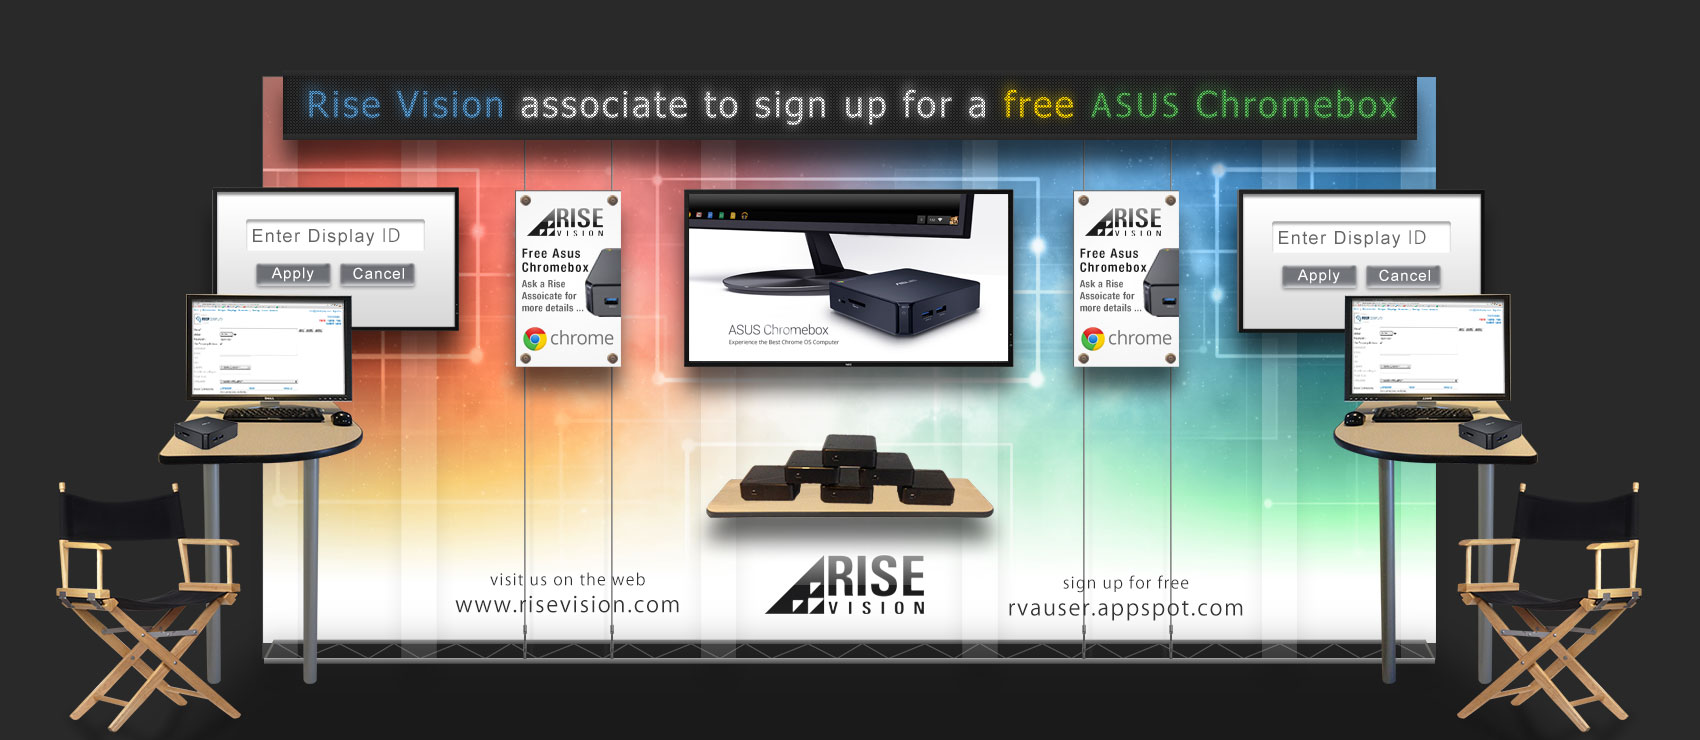 Rise Vision associate to sign up for a free ASUS Chromebox
Enter Display ID
Apply Cancel
RISE
VISION
Free Asus
Chromebox
Ask a Rise
Assoicate for
more details ...
chrome
ASUS Chromebox
Experience the Best Chrome OS Computer
RISE
VISION
Free Asus
Chromebox
Ask a Rise
Assoicate for
more details ...
chrome
Enter Display ID
Apply Cancel
visit us on the web
www.risevision.com
RISE
VISION
sign up for free
rvauser.appspot.com